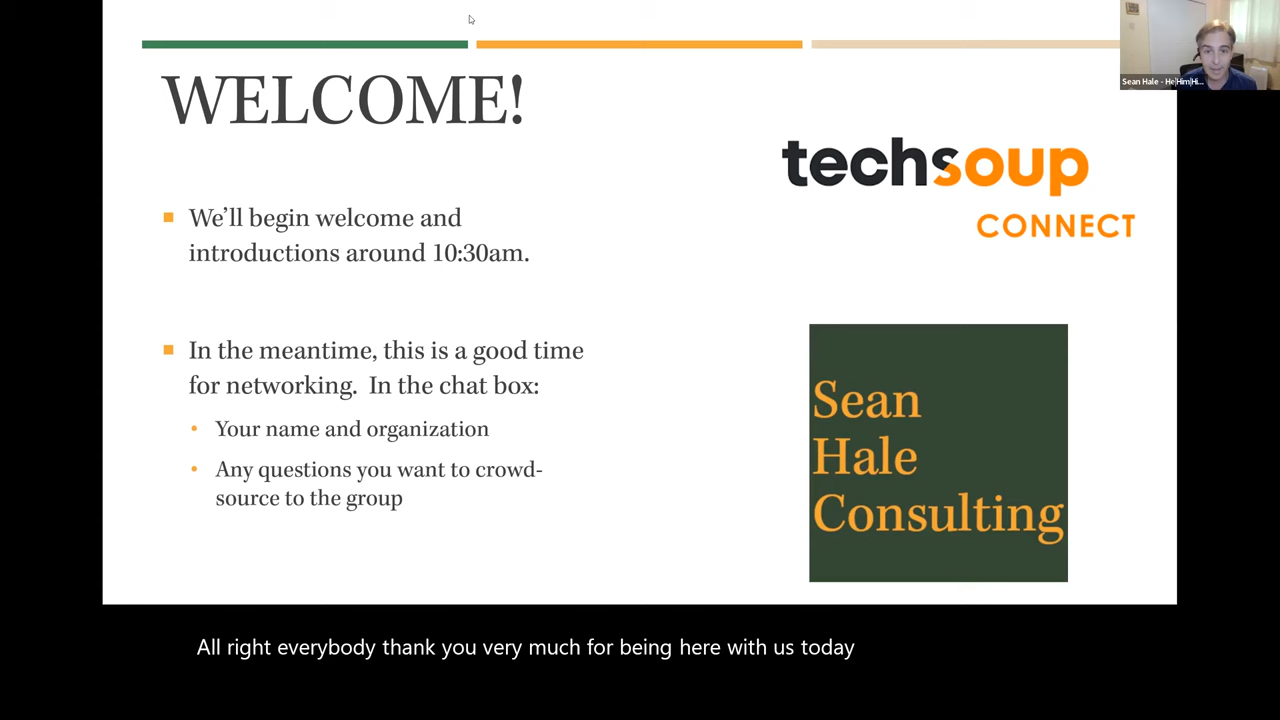 WELCOME!
We’ll begin welcome and
introductions around 10:30am.
In the meantime, this is a good time
for networking.  In the chat box:
Your name and organization
Any questions you want to crowd-
source to the group
techsoup
CONNECT
Sean
Hale
Consulting
Sean Hale - He|Him|Hi...
All right everybody thank you very much for being here with us today